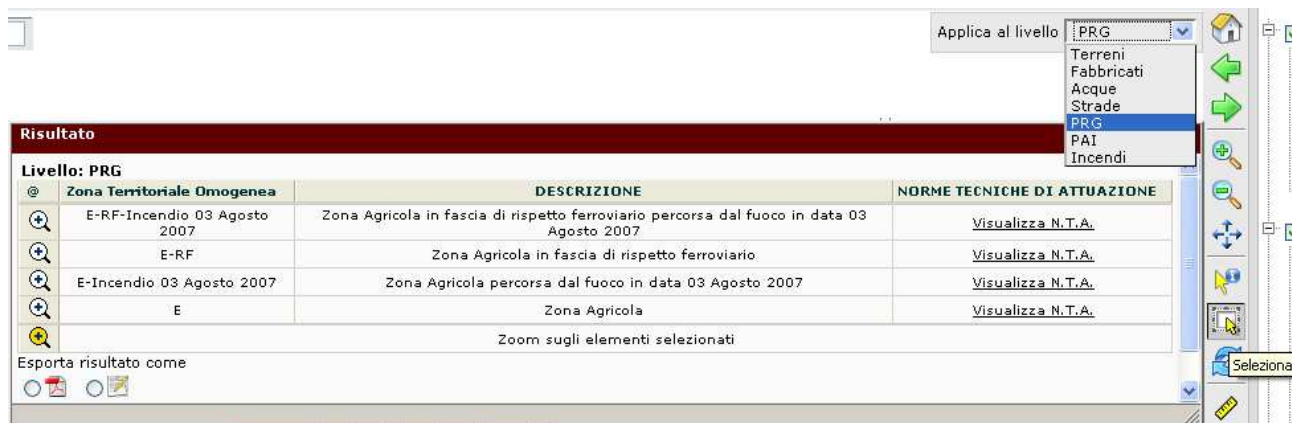 Applica al livello PRG
Terreni
Fabbricati
Acque
Strade
PRG
PAI
Incendi
Risultato
Livello: PRG
@ Zona Territoriale Omogenea DESCRIZIONE NORME TECNICHE DI ATTUAZIONE
E-RF-Incendio 03 Agosto
2007
Zona Agricola in fascia di rispetto ferroviario percorsa dal fuoco in data 03
Agosto 2007
Visualizza N.T.A.
E-RF Zona Agricola in fascia di rispetto ferroviario Visualizza N.T.A.
E-Incendio 03 Agosto 2007 Zona Agricola percorsa dal fuoco in data 03 Agosto 2007 Visualizza N.T.A.
E Zona Agricola Visualizza N.T.A.
Zoom sugli elementi selezionati
Esporta risultato come
Seleziona